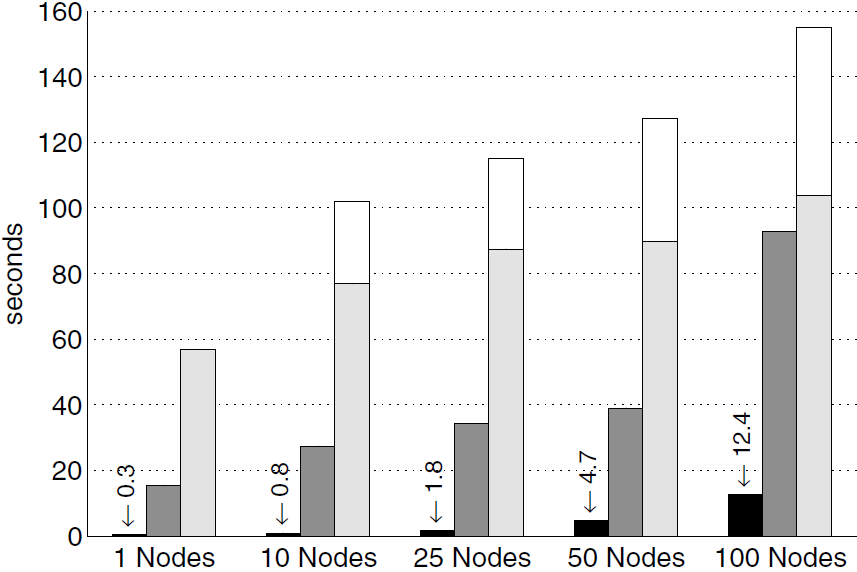 160
140
120
100
80
60
40
20
0
seconds
← 0.3
← 0.8
← 1.8
← 4.7
← 12.4
1 Nodes
10 Nodes
25 Nodes
50 Nodes
100 Nodes